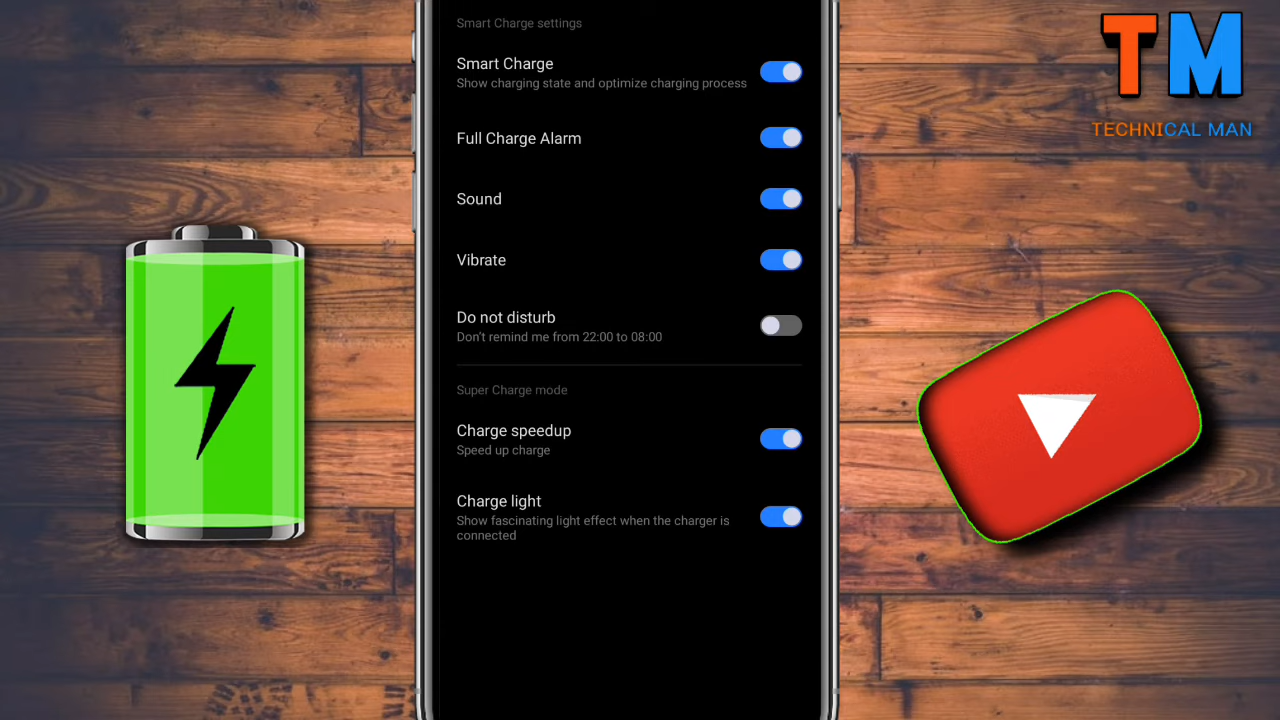 Smart Charge settings
Smart Charge
Show charging state and optimize charging process
Full Charge Alarm
Sound
Vibrate
Do not disturb
Don't remind me from 22:00 to 08:00
Super Charge mode
Charge speedup
Speed up charge
Charge light
Show fascinating light effect when the charger is
connected
TM
TECHNICAL MAN